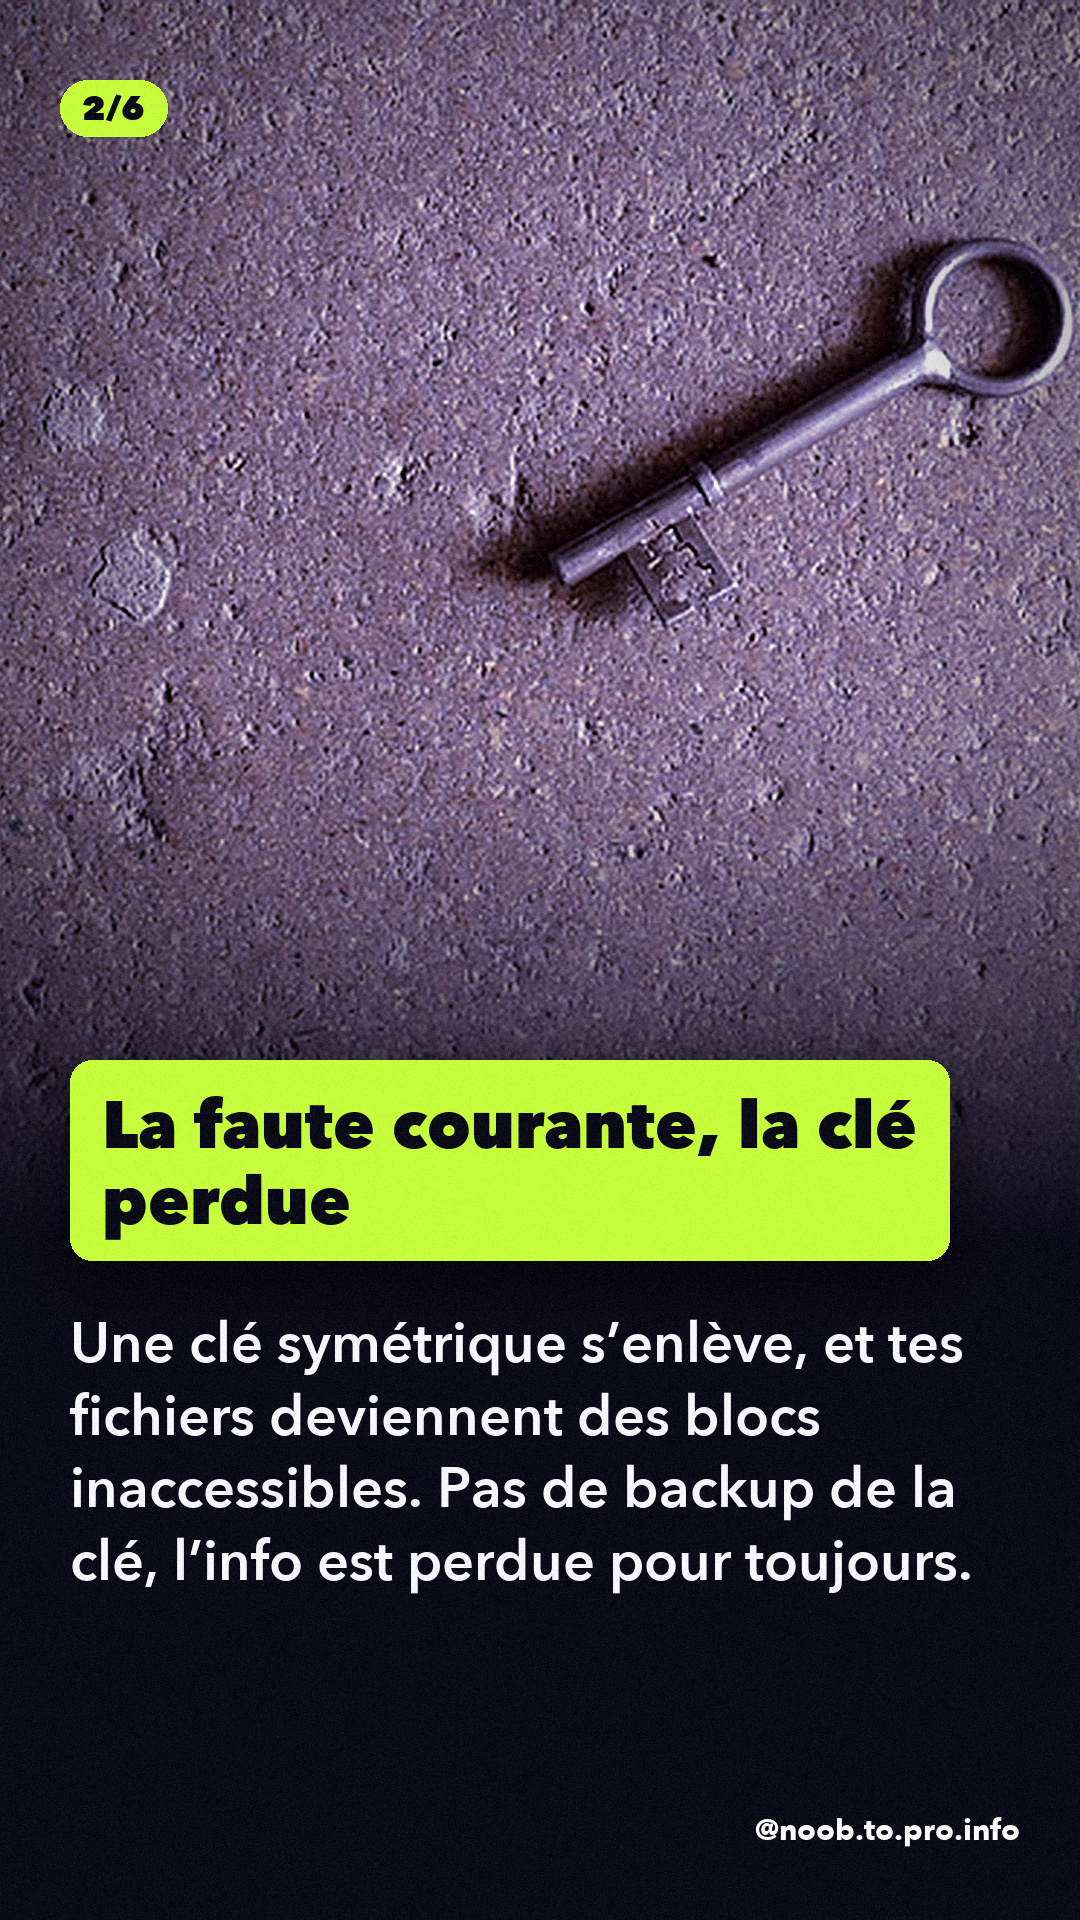 2/6
La faute courante, la clé
perdue
Une clé symétrique s’enlève, et tes
fichiers deviennent des blocs
inaccessibles. Pas de backup de la
clé, l’info est perdue pour toujours.
@noob.to.pro.info